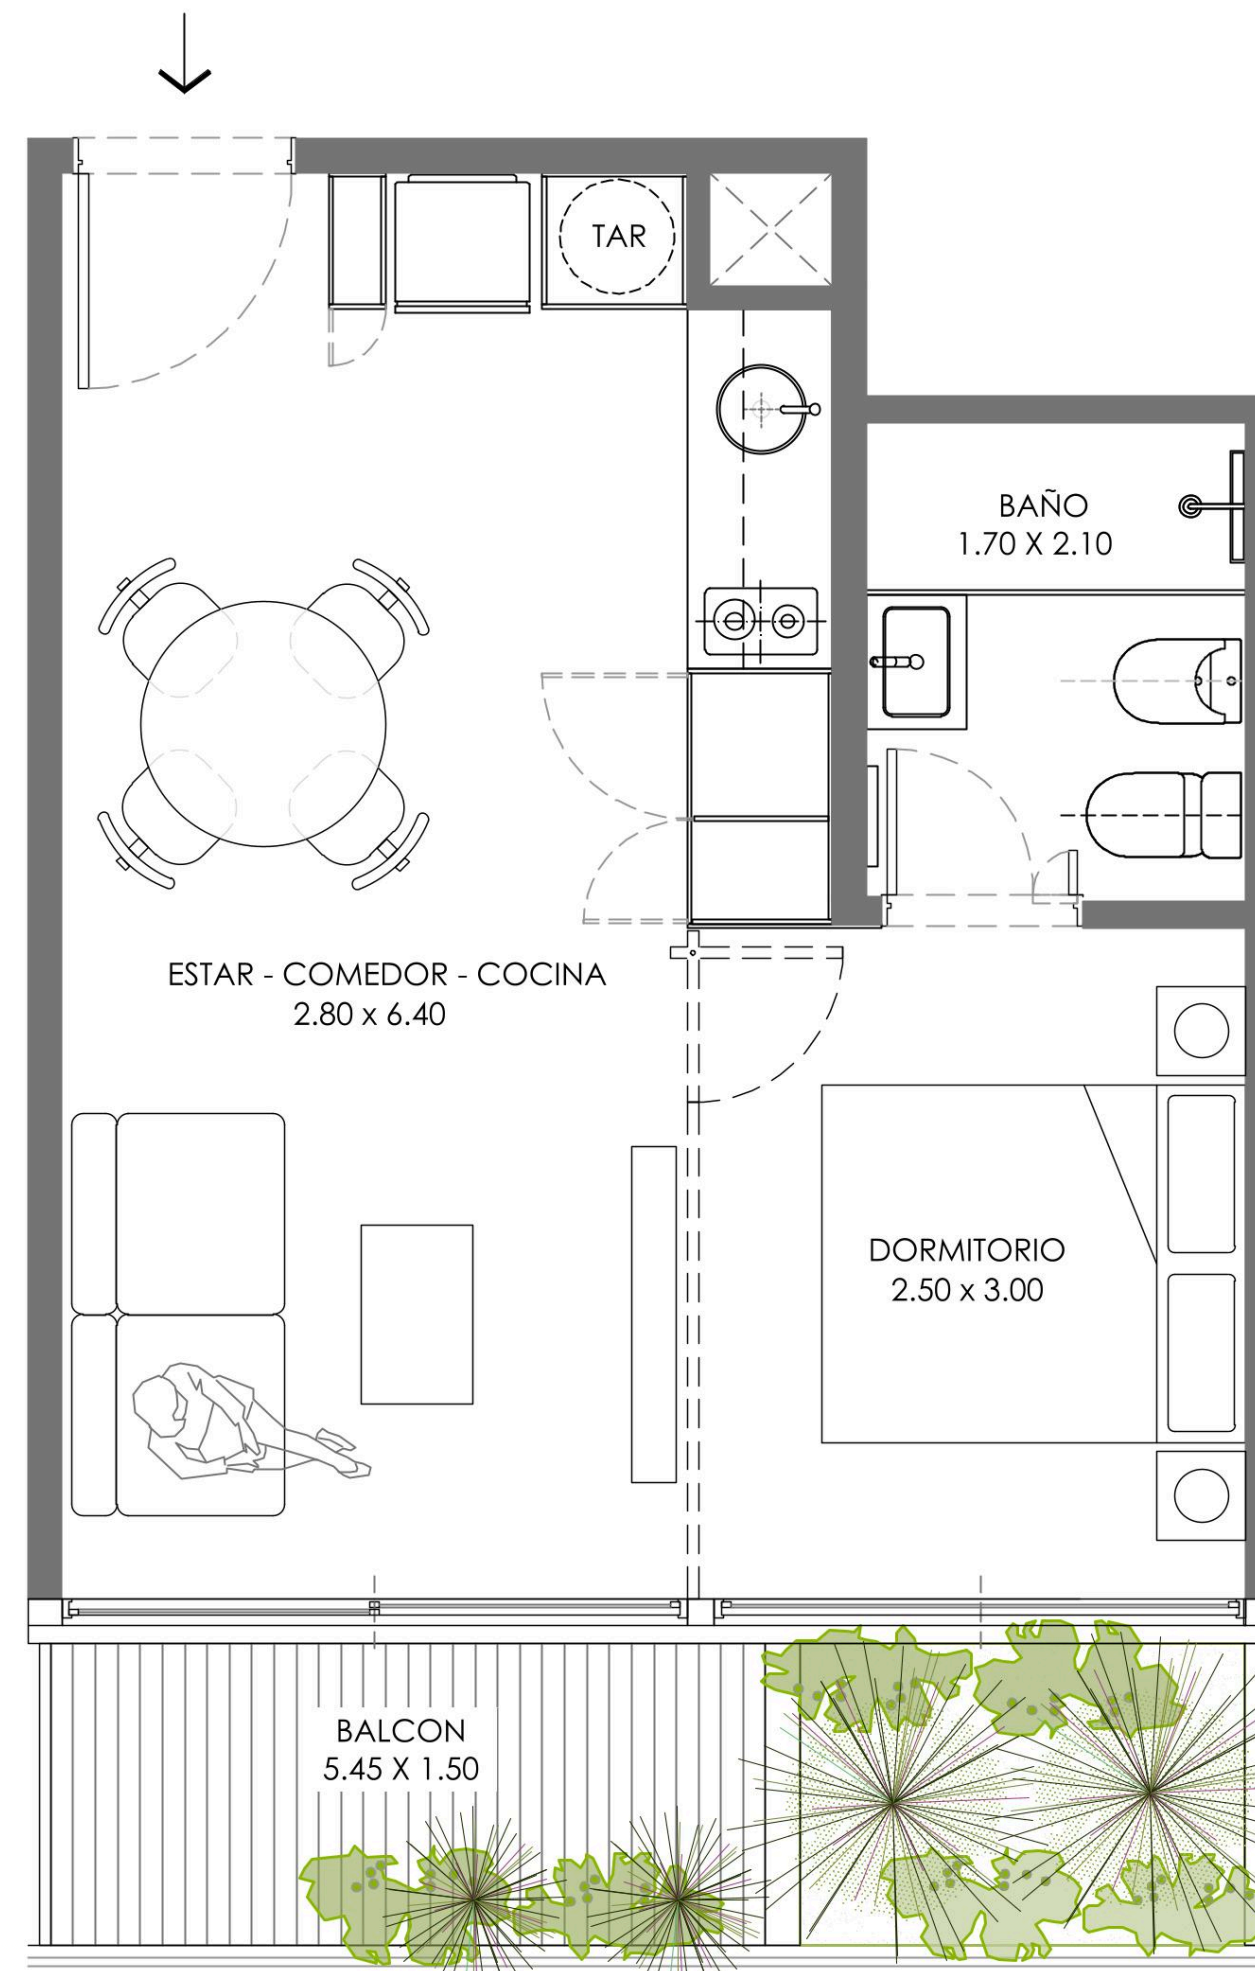 TAR
BAÑO
1.70 X 2.10
ESTAR - COMEDOR - COCINA
2.80 x 6.40
DORMITORIO
2.50 x 3.00
BALCON
5.45 X 1.50